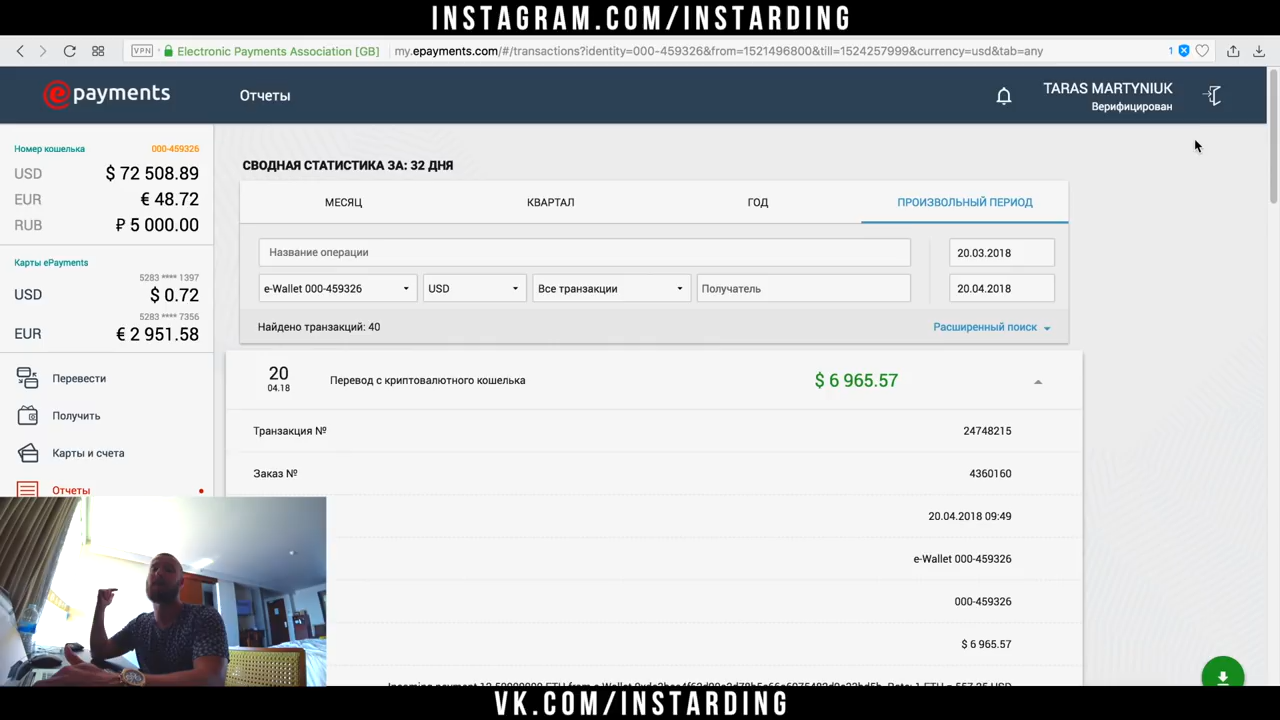 INSTAGRAM.COM/INSTARDING
VPN Electronic Payments Association [GB] my.epayments.com/#/transactions?identity=000-459326&from=1521496800&till=1524257999&currency=usd&tab=any 1
epayments
Отчеты
TARAS MARTYNIUK
Верифицирован
Номер кошелька 000-459326
USD $ 72 508.89
EUR € 48.72
RUB ₽ 5 000.00
Карты ePayments
5283 **** 1397
USD $ 0.72
5283 **** 7356
EUR € 2 951.58
Перевести
Получить
Карты и счета
Отчеты
СВОДНАЯ СТАТИСТИКА ЗА: 32 ДНЯ
МЕСЯЦ КВАРТАЛ ГОД ПРОИЗВОЛЬНЫЙ ПЕРИОД
Название операции 20.03.2018
e-Wallet 000-459326 USD Все транзакции Получатель 20.04.2018
Найдено транзакций: 40 Расширенный поиск
20 04.18 Перевод с криптовалютного кошелька $ 6 965.57
Транзакция № 24748215
Заказ № 4360160
20.04.2018 09:49
e-Wallet 000-459326
000-459326
$ 6 965.57
VK.COM/INSTARDING